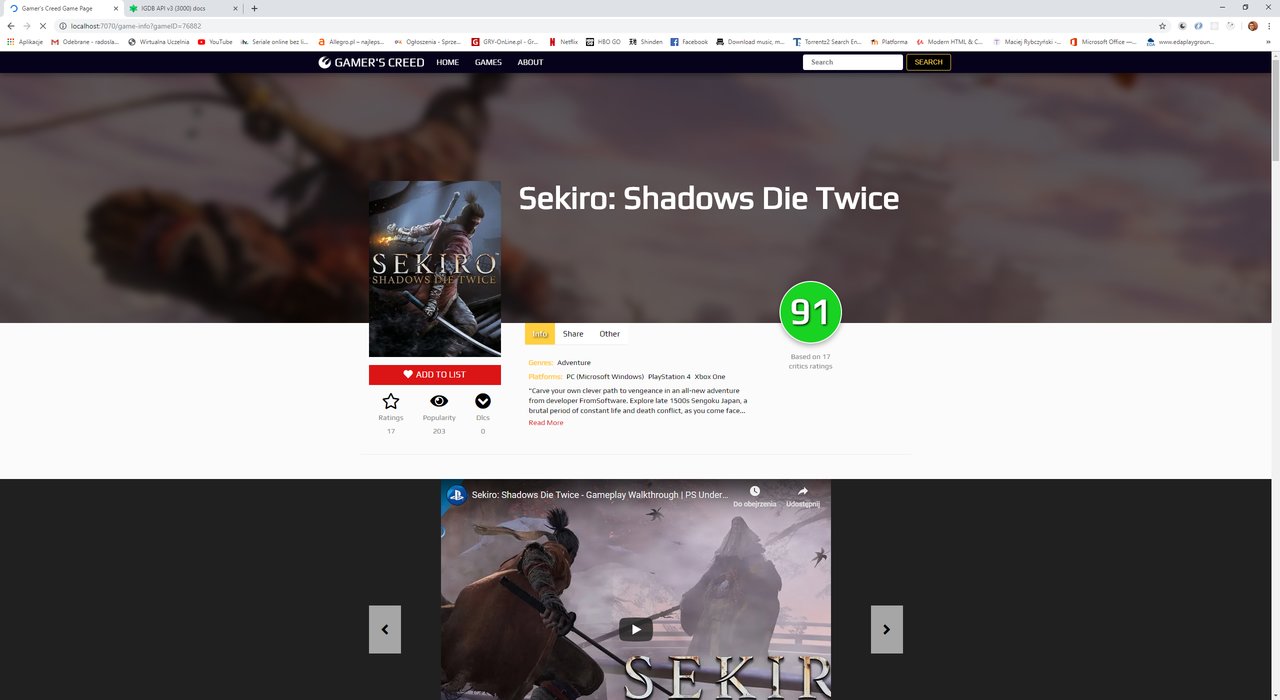 Gamer's Creed Game Page
IGDB API v3 (3000) docs
localhost:7070/game-info?gameID=76882
Aplikacje
Odebrane - radosla...
Wirtualna Uczelnia
YouTube
Seriale online bez li...
Allegro.pl – najleps...
Ogłoszenia - Sprze...
GRY-OnLine.pl - Gr...
Netflix
HBO GO
Shinden
Facebook
Download music, m...
Torrentz2 Search En...
Platforma
Modern HTML & C...
Maciej Rybczyński -...
Microsoft Office —...
www.edaplaygroun...
GAMER'S CREED
HOME
GAMES
ABOUT
Search
SEARCH
Sekiro: Shadows Die Twice
SEKIRO
SHADOWS DIE TWICE
91
Based on 17
critics ratings
Info
Share
Other
Genres: Adventure
Platforms: PC (Microsoft Windows) PlayStation 4 Xbox One
"Carve your own clever path to vengeance in an all-new adventure
from developer FromSoftware. Explore late 1500s Sengoku Japan, a
brutal period of constant life and death conflict, as you come face...
Read More
ADD TO LIST
Ratings
17
Popularity
203
Dlcs
0
Sekiro: Shadows Die Twice - Gameplay Walkthrough | PS Under...
Do obejrzenia
Udostępnij
SEKIR